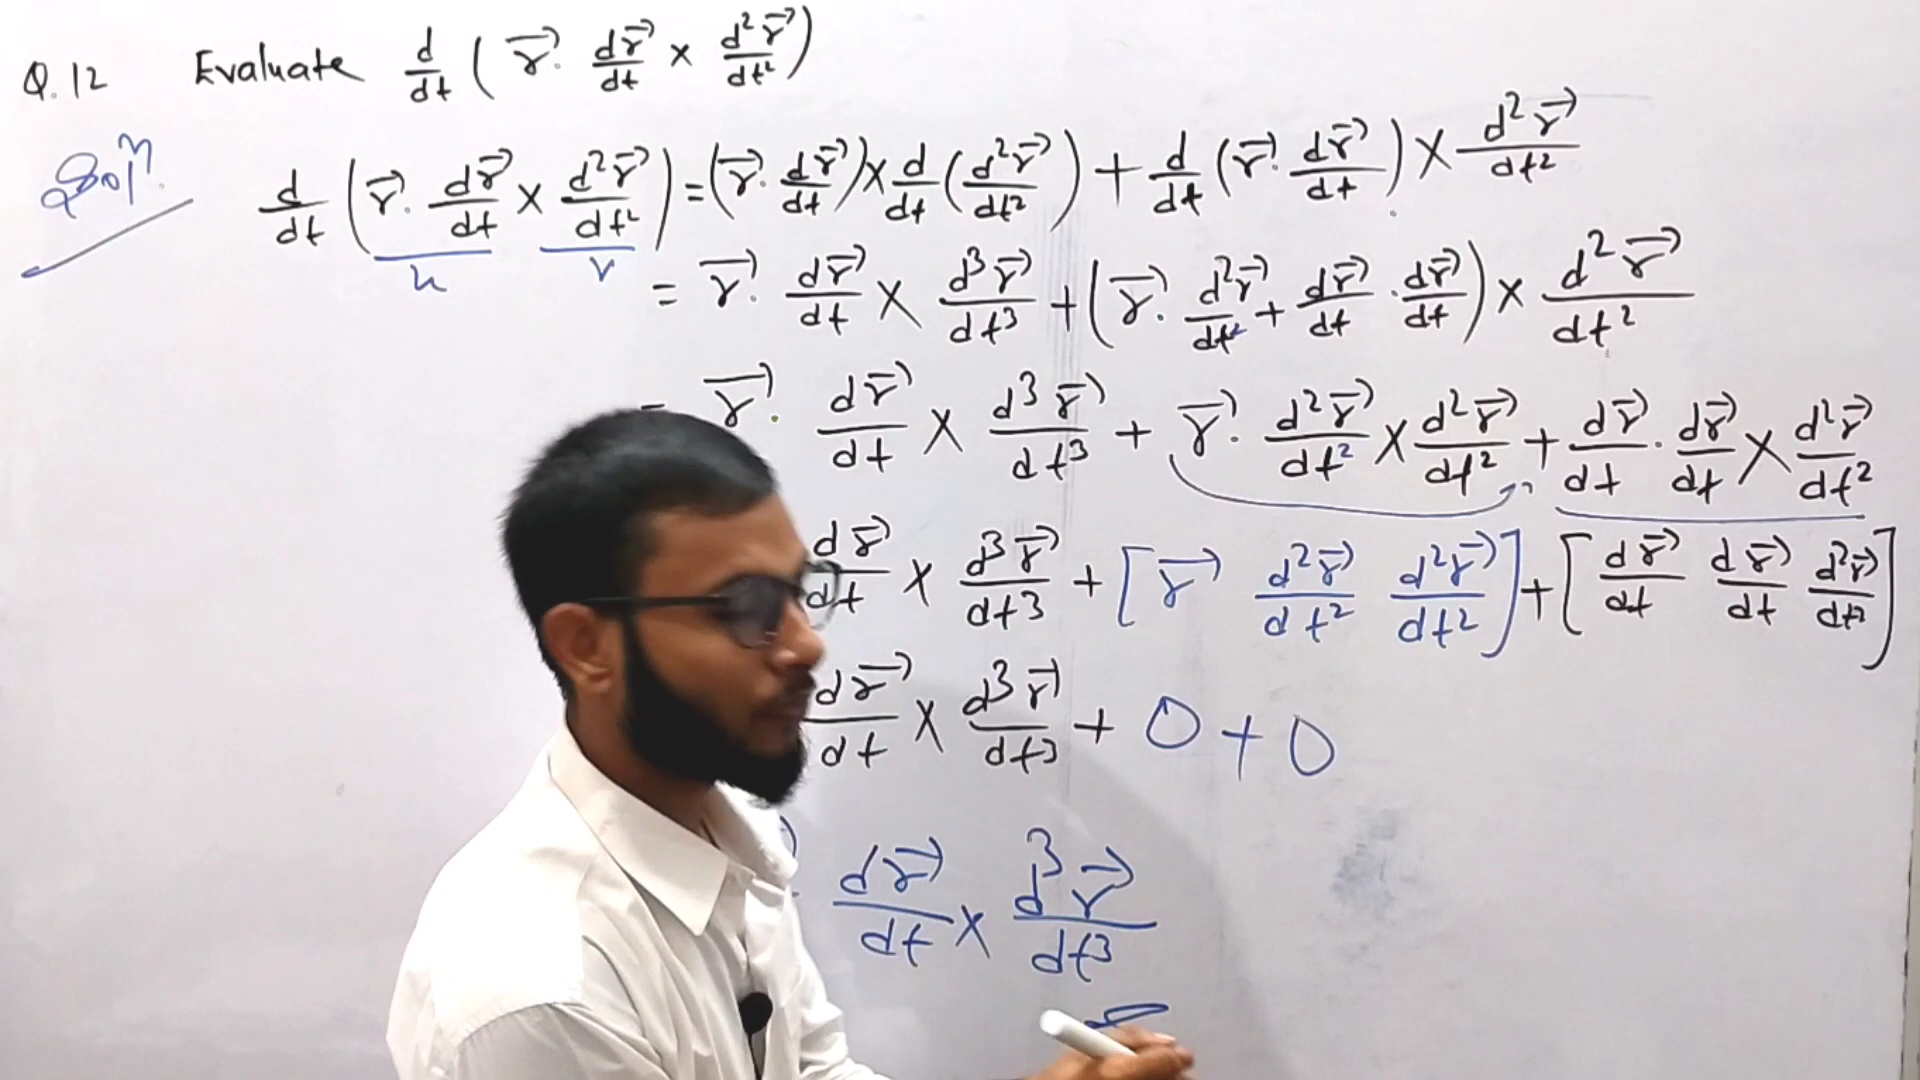 Q.12 Evaluate d/dt ( r⃗ · dr⃗/dt × d²r⃗/dt² )
Solⁿ.
d/dt ( r⃗ · dr⃗/dt × d²r⃗/dt² ) = ( r⃗ · dr⃗/dt ) × d/dt ( d²r⃗/dt² ) + d/dt ( r⃗ · dr⃗/dt ) × d²r⃗/dt²
u v
= r⃗ · dr⃗/dt × d³r⃗/dt³ + ( r⃗ · d²r⃗/dt² + dr⃗/dt · dr⃗/dt ) × d²r⃗/dt²
= r⃗ · dr⃗/dt × d³r⃗/dt³ + r⃗ · d²r⃗/dt² × d²r⃗/dt² + dr⃗/dt · dr⃗/dt × d²r⃗/dt²
dr⃗/dt × d³r⃗/dt³ + [ r⃗ d²r⃗/dt² d²r⃗/dt² ] + [ dr⃗/dt dr⃗/dt d²r⃗/dt² ]
dr⃗/dt × d³r⃗/dt³ + 0 + 0
dr⃗/dt × d³r⃗/dt³